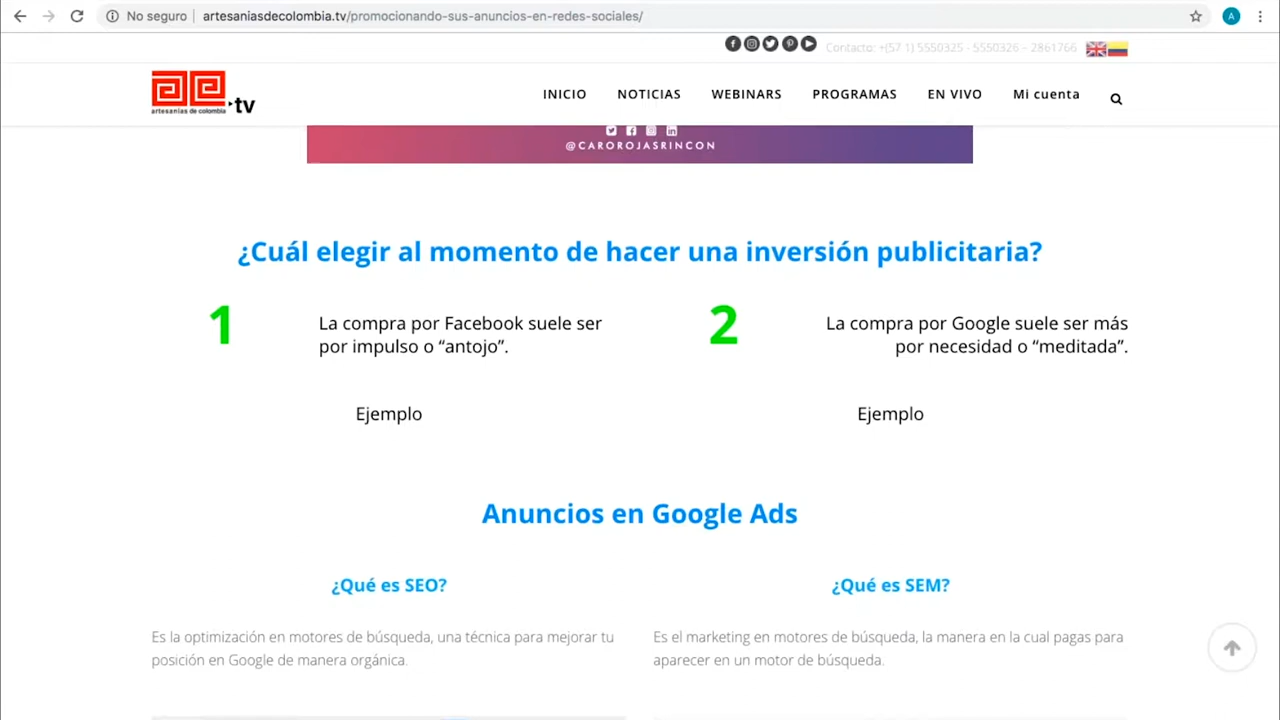 No seguro
artesaniasdecolombia.tv/promocionando-sus-anuncios-en-redes-sociales/
A
Contacto: +(57 1) 5550325 - 5550326 – 2861766
artesanías de colombia
tv
INICIO
NOTICIAS
WEBINARS
PROGRAMAS
EN VIVO
Mi cuenta
@CAROROJASRINCON
¿Cuál elegir al momento de hacer una inversión publicitaria?
1
La compra por Facebook suele ser
por impulso o “antojo”.
2
La compra por Google suele ser más
por necesidad o “meditada”.
Ejemplo
Ejemplo
Anuncios en Google Ads
¿Qué es SEO?
Es la optimización en motores de búsqueda, una técnica para mejorar tu
posición en Google de manera orgánica.
¿Qué es SEM?
Es el marketing en motores de búsqueda, la manera en la cual pagas para
aparecer en un motor de búsqueda.